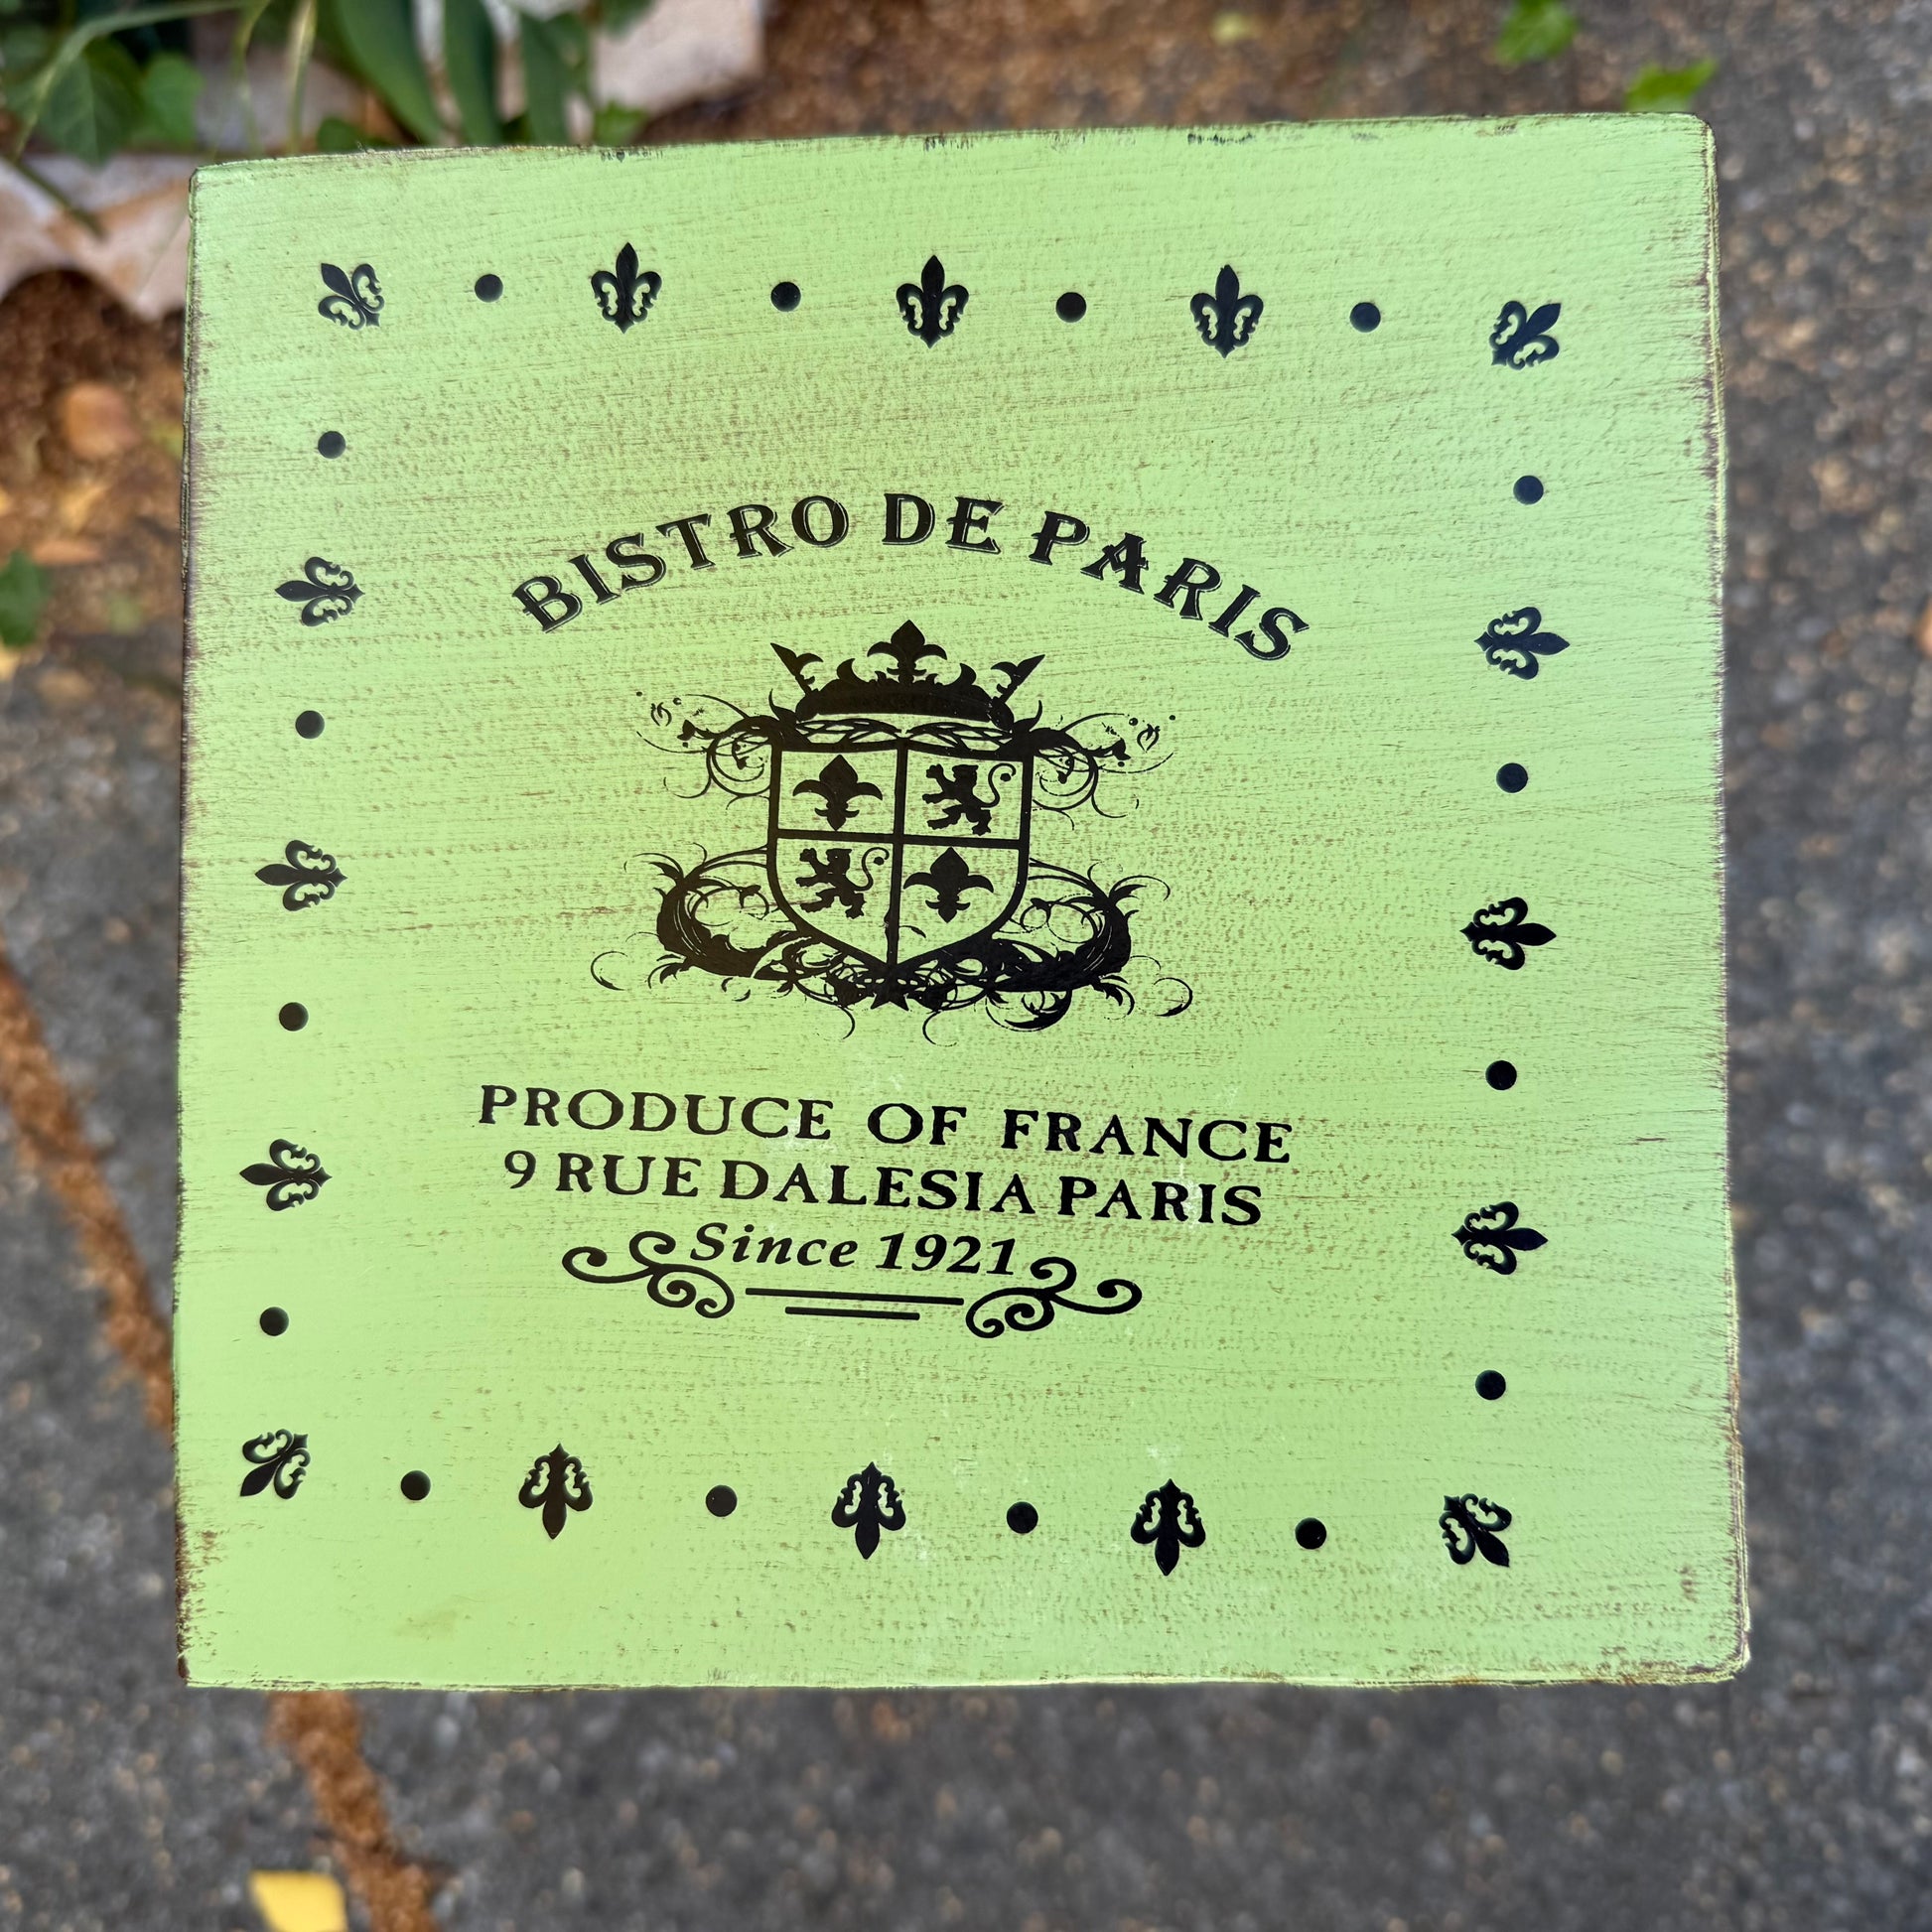 BISTRO DE PARIS
PRODUCE OF FRANCE
9 RUE DALESIA PARIS
Since 1921